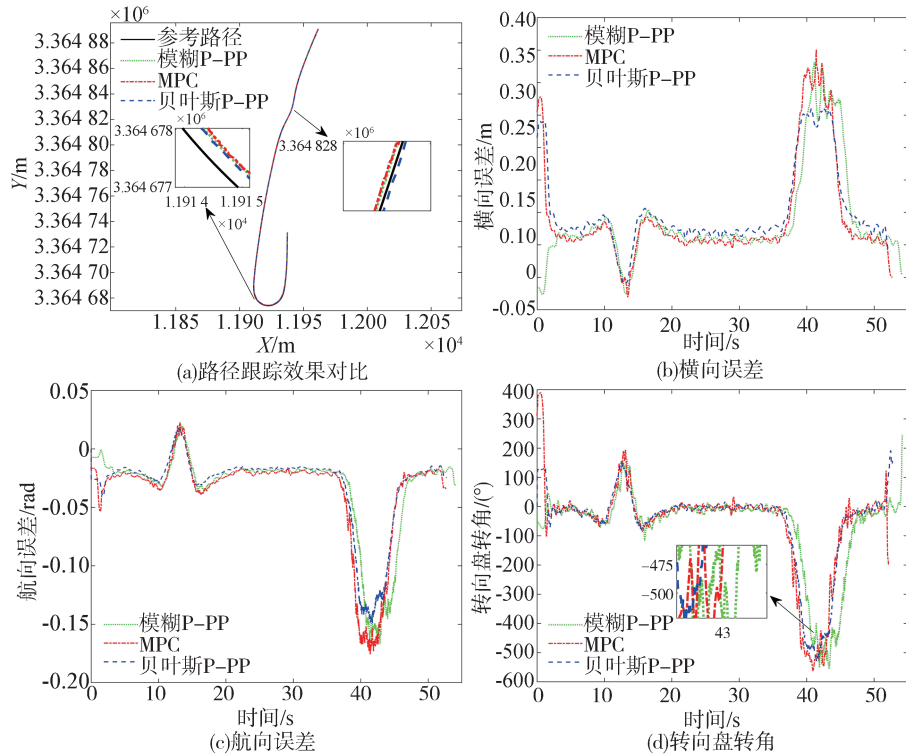 ×10⁶
3.364 88
3.364 86
3.364 84
3.364 82
3.364 80
3.364 78
3.364 76
3.364 74
3.364 72
3.364 70
3.364 68
Y/m
参考路径
模糊P-PP
MPC
贝叶斯P-PP
×10⁶
3.364 678
3.364 677
1.191 4
1.191 5
×10⁴
×10⁶
3.364 828
1.185
1.190
1.195
1.200
1.205
X/m
×10⁴
(a)路径跟踪效果对比
0.40
0.35
0.30
0.25
0.20
0.10
0.10
0
-0.05
横向误差/m
模糊P-PP
MPC
贝叶斯P-PP
0
10
20
30
40
50
时间/s
(b)横向误差
0.05
0
-0.05
-0.10
-0.15
-0.20
航向误差/rad
模糊P-PP
MPC
贝叶斯P-PP
0
10
20
30
40
50
时间/s
(c)航向误差
400
300
200
100
0
-100
-200
-300
-400
-500
-600
转向盘转角/(°)
-475
-500
43
模糊P-PP
MPC
贝叶斯P-PP
0
10
20
30
40
50
时间/s
(d)转向盘转角